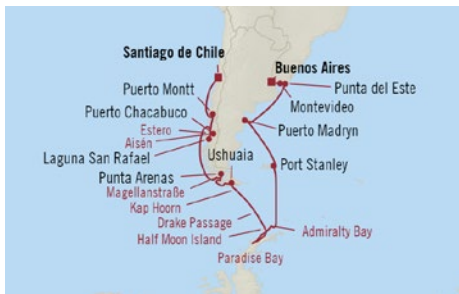 Santiago de Chile
Buenos Aires
Puerto Montt
Punta del Este
Montevideo
Puerto Chacabuco
Estero
Aisén
Puerto Madryn
Laguna San Rafael
Ushuaia
Port Stanley
Punta Arenas
Magellanstraße
Kap Hoorn
Drake Passage
Admiralty Bay
Half Moon Island
Paradise Bay